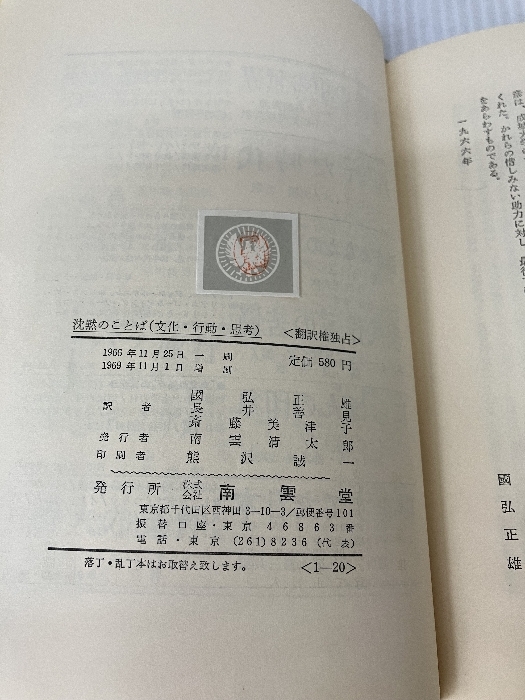 をあらわすものである。
くれた。かれらの惜しみない助力に対し
一九六六年
國弘正雄
沈黙のことば(文化・行動・思考) <翻訳権独占>
1966年11月25日 一刷
1969年11月1日 増刷
定価 580円
訳者 國弘正雄
長井善見
斎藤美津子
発行者 南雲清太郎
印刷者 熊沢誠一
発行所 株式会社 南雲堂
東京都千代田区西神田3-10-3/郵便番号101
振替口座・東京 46863番
電話・東京 (261)8236 (代表)
落丁・乱丁本はお取替え致します。 <1—20>